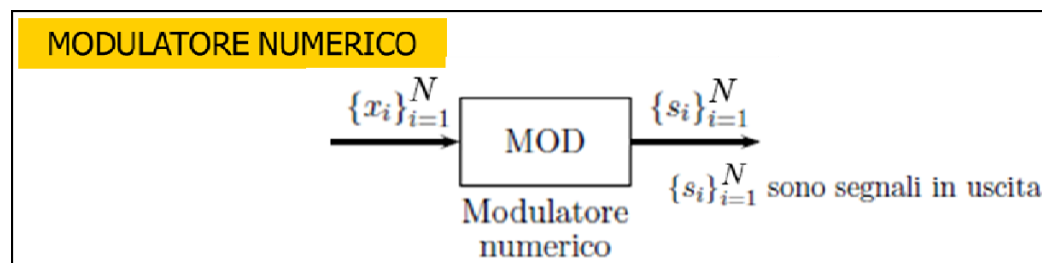 MODULATORE NUMERICO
{x_i}_{i=1}^N
MOD
{s_i}_{i=1}^N
{s_i}_{i=1}^N sono segnali in uscita
Modulatore
numerico